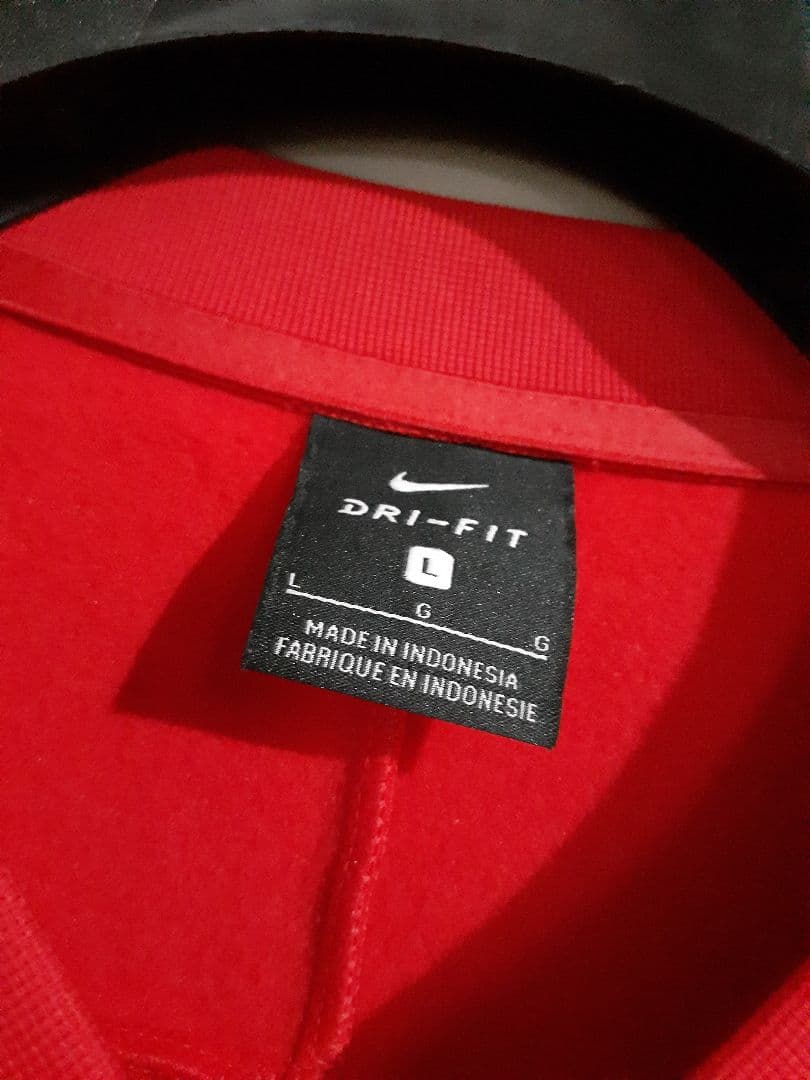 DRI-FIT
L
L G G
MADE IN INDONESIA
FABRIQUE EN INDONESIE